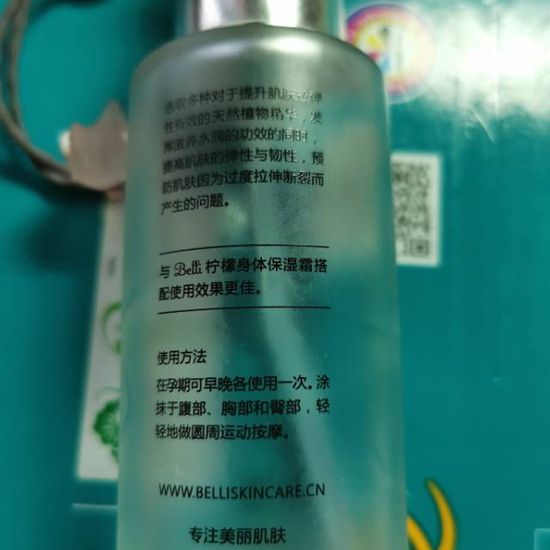 选取多种对于提升肌肤拉伸
性有效的天然植物精华，发
挥滋养水润的功效的同时，
提高肌肤的弹性与韧性，预
防肌肤因为过度拉伸断裂而
产生的问题。
与 Belli 柠檬身体保湿霜搭
配使用效果更佳。
使用方法
在孕期可早晚各使用一次。涂
抹于腹部、胸部和臀部，轻
轻地做圆周运动按摩。
WWW.BELLISKINCARE.CN
专注美丽肌肤